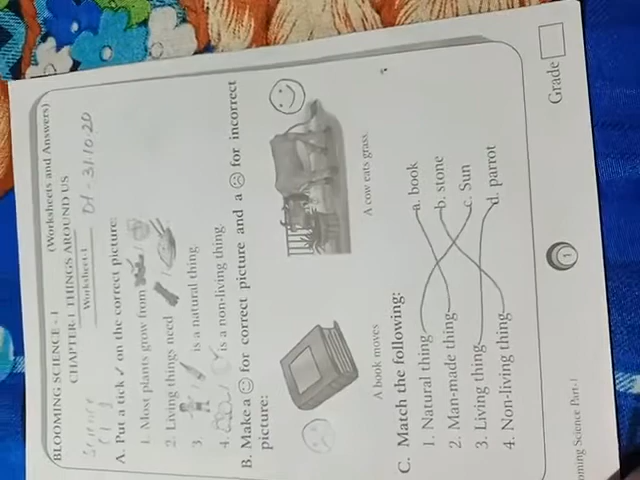 BLOOMING SCIENCE - 1 (Worksheets and Answers)
CHAPTER-1 THINGS AROUND US
Worksheet-1 Dt - 31.10.20
Science
Cl 1
A. Put a tick ✓ on the correct picture:
1. Most plants grow from
2. Living things need
3. is a natural thing
4. is a non-living thing.
B. Make a ☺ for correct picture and a ☹ for incorrect
picture:
A book moves
A cow eats grass.
C. Match the following:
1. Natural thing a. book
2. Man-made thing b. stone
3. Living thing c. Sun
4. Non-living thing d. parrot
oming Science Part-1
1
Grade